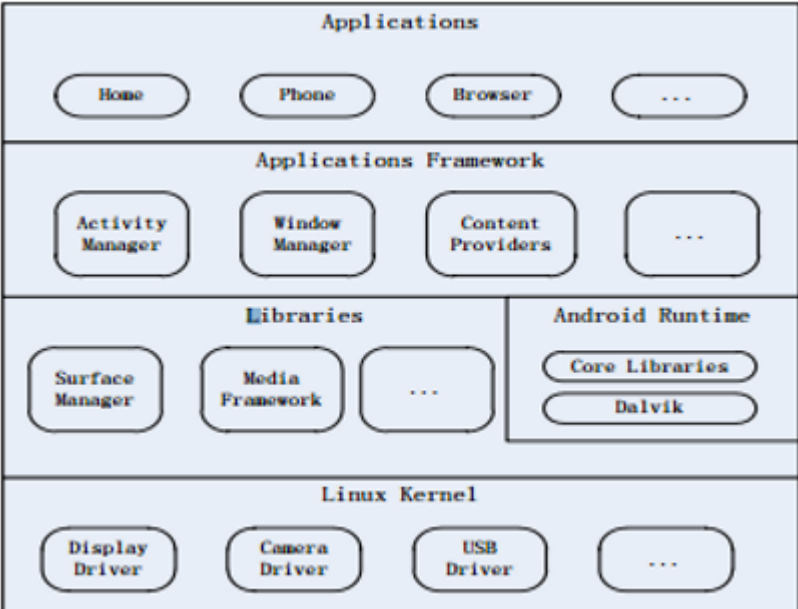 Applications
Home
Phone
Browser
...
Applications Framework
Activity
Manager
Window
Manager
Content
Providers
...
Libraries
Surface
Manager
Media
Framework
...
Android Runtime
Core Libraries
Dalvik
Linux Kernel
Display
Driver
Camera
Driver
USB
Driver
...